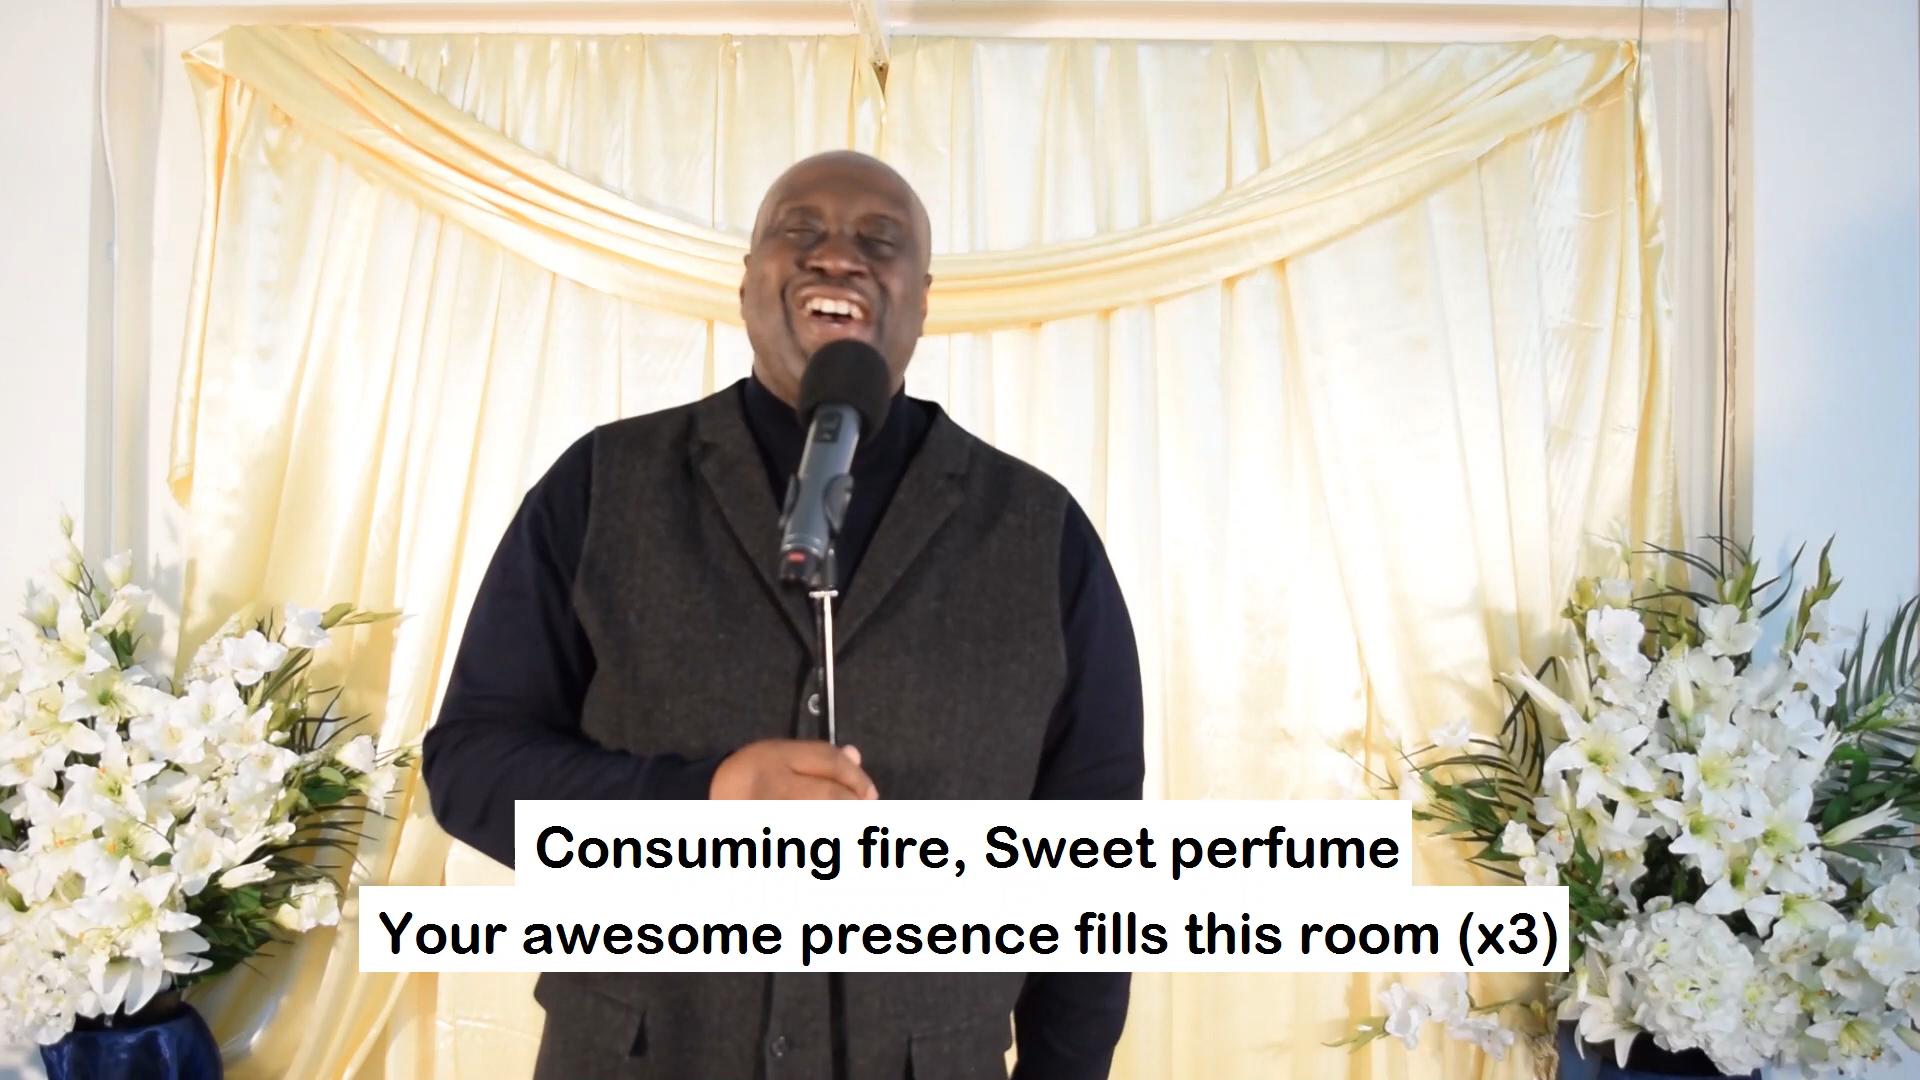 Consuming fire, Sweet perfume
Your awesome presence fills this room (x3)